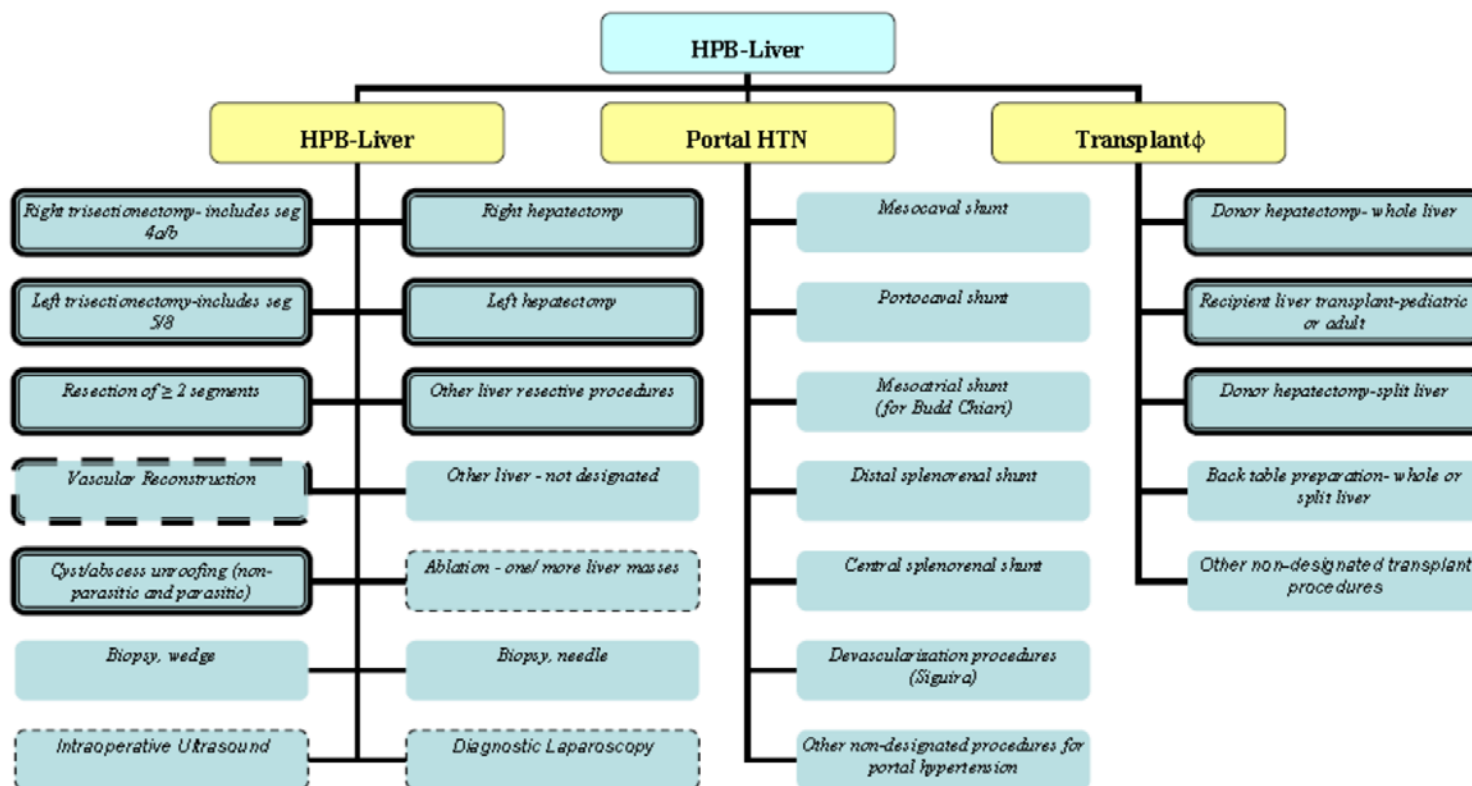 HPB-Liver
HPB-Liver
Portal HTN
Transplantϕ
Right trisectionectomy- includes seg
4a/b
Right hepatectomy
Mesocaval shunt
Donor hepatectomy- whole liver
Left trisectionectomy-includes seg
5/8
Left hepatectomy
Portocaval shunt
Recipient liver transplant-pediatric
or adult
Resection of ≥ 2 segments
Other liver resective procedures
Mesoatrial shunt
(for Budd Chiari)
Donor hepatectomy-split liver
Vascular Reconstruction
Other liver - not designated
Distal splenorenal shunt
Back table preparation- whole or
split liver
Cyst/abscess unroofing (non-
parasitic and parasitic)
Ablation - one/ more liver masses
Central splenorenal shunt
Other non-designated transplant
procedures
Biopsy, wedge
Biopsy, needle
Devascularization procedures
(Siguira)
Intraoperative Ultrasound
Diagnostic Laparoscopy
Other non-designated procedures for
portal hypertension